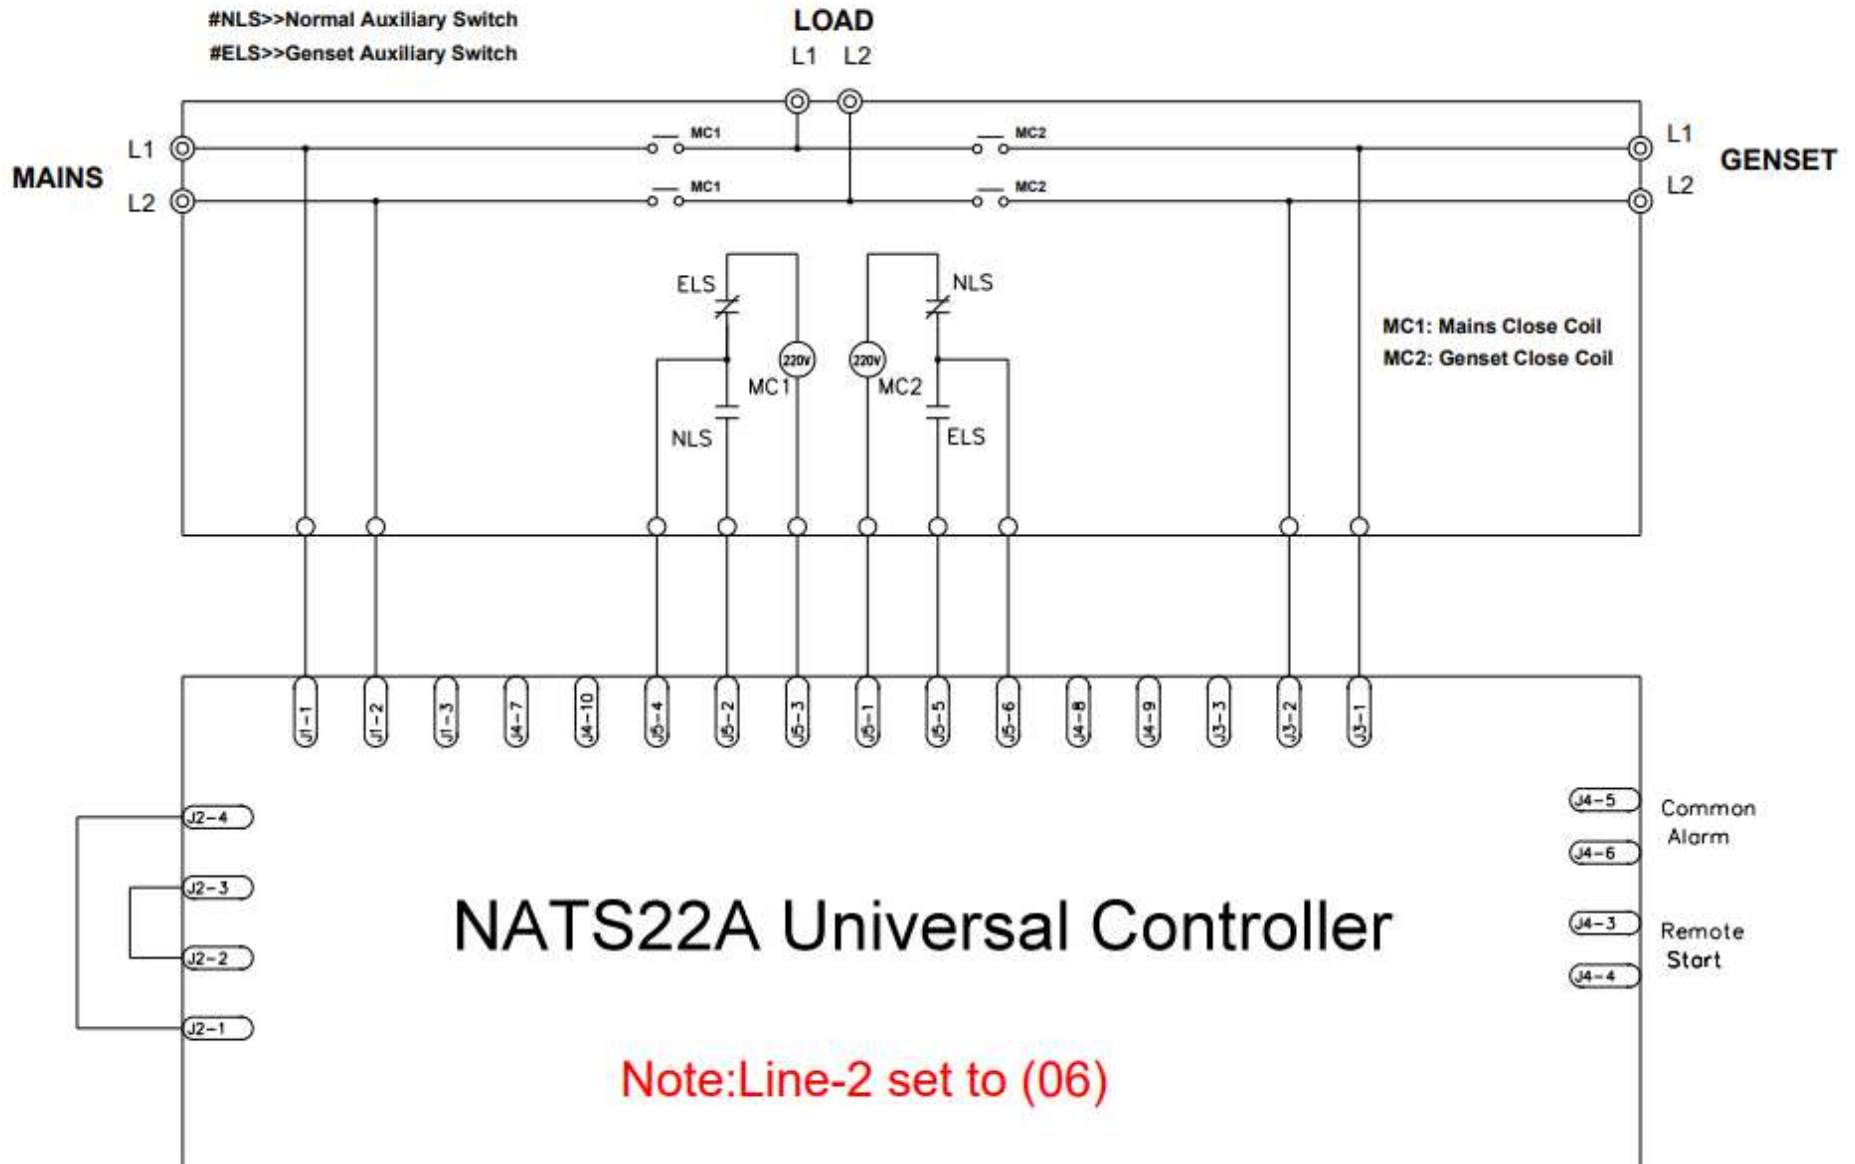 #NLS>>Normal Auxiliary Switch
#ELS>>Genset Auxiliary Switch
LOAD
L1 L2
L1 MC1 MC2 L1
MAINS GENSET
L2 MC1 MC2 L2
ELS NLS
220V 220V
MC1 MC2
NLS ELS
MC1: Mains Close Coil
MC2: Genset Close Coil
J1-1 J1-2 J1-3 J4-7 J4-10 J5-4 J5-2 J5-3 J5-1 J5-5 J5-6 J4-8 J4-9 J3-3 J3-2 J3-1
J2-4
J2-3
J2-2
J2-1
NATS22A Universal Controller
Note:Line-2 set to (06)
J4-5
J4-6
Common
Alarm
J4-3
J4-4
Remote
Start